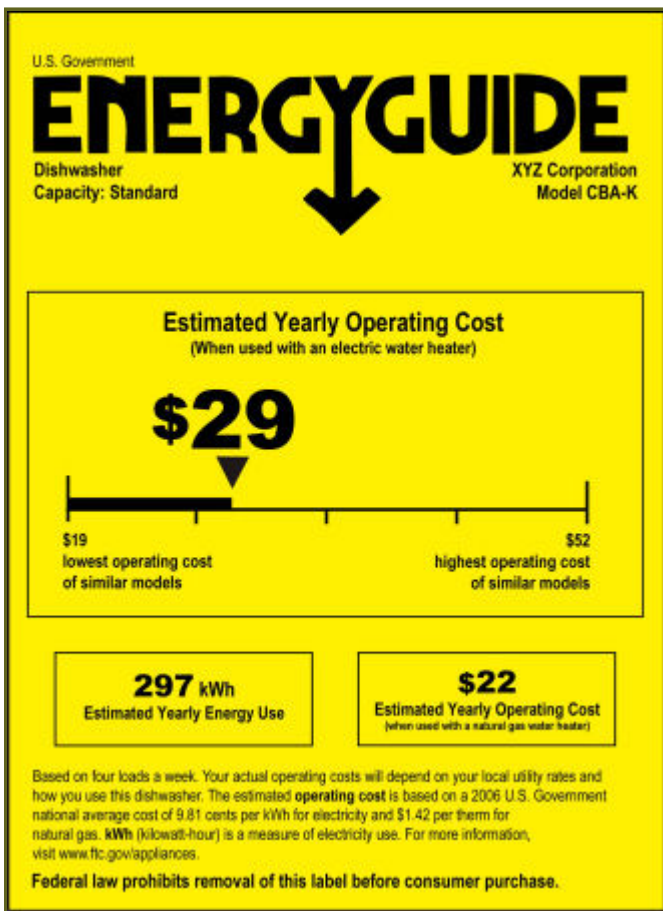 U.S. Government
ENERGYGUIDE
Dishwasher
Capacity: Standard
XYZ Corporation
Model CBA-K
Estimated Yearly Operating Cost
(When used with an electric water heater)
$29
$19
lowest operating cost
of similar models
$52
highest operating cost
of similar models
297 kWh
Estimated Yearly Energy Use
$22
Estimated Yearly Operating Cost
(when used with a natural gas water heater)
Based on four loads a week. Your actual operating costs will depend on your local utility rates and
how you use this dishwasher. The estimated operating cost is based on a 2006 U.S. Government
national average cost of 9.81 cents per kWh for electricity and $1.42 per therm for
natural gas. kWh (kilowatt-hour) is a measure of electricity use. For more information,
visit www.ftc.gov/appliances.
Federal law prohibits removal of this label before consumer purchase.